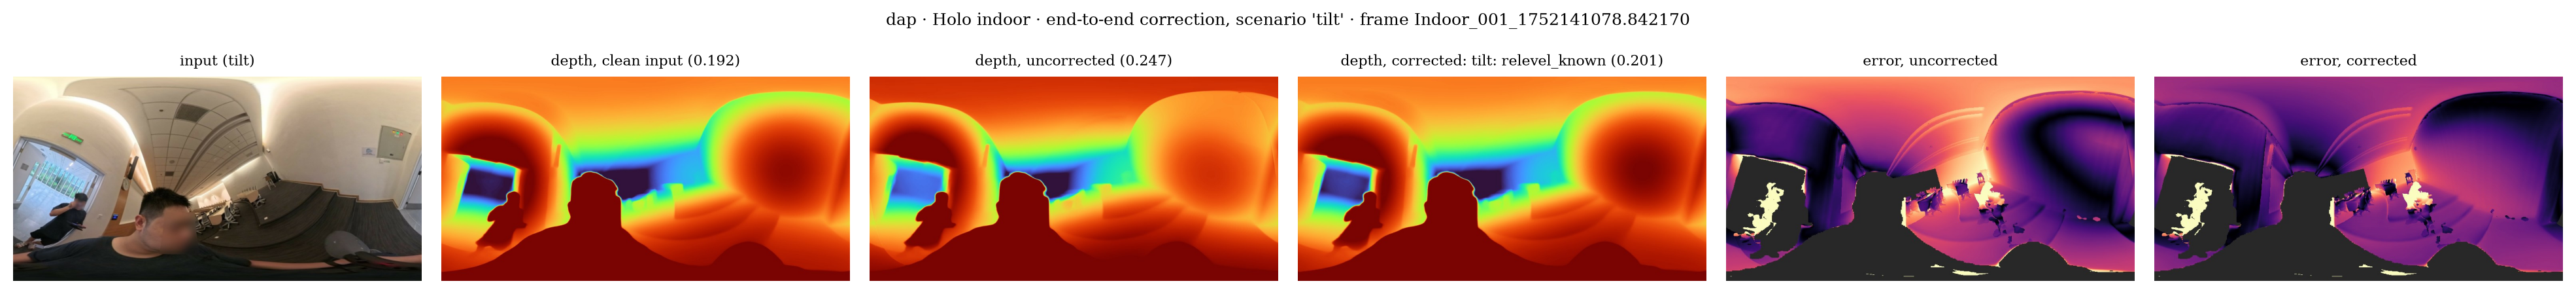 dap · Holo indoor · end-to-end correction, scenario 'tilt' · frame Indoor_001_1752141078.842170
input (tilt)
depth, clean input (0.192)
depth, uncorrected (0.247)
depth, corrected: tilt: relevel_known (0.201)
error, uncorrected
error, corrected